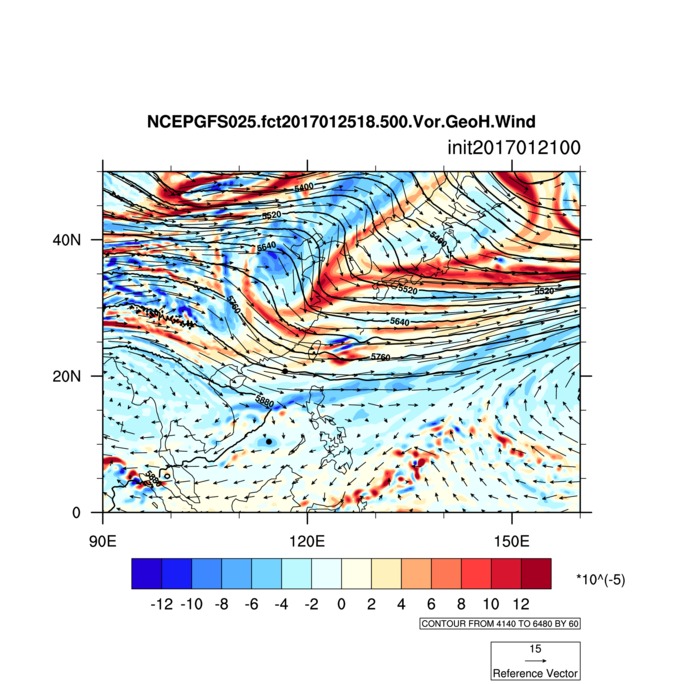 NCEPGFS025.fct2017012518.500.Vor.GeoH.Wind
init2017012100
5400
5520
5640
5460
40N
5760
5520
5520
5640
5760
20N
5880
0
90E 120E 150E
-12 -10 -8 -6 -4 -2 0 2 4 6 8 10 12
*10^(-5)
CONTOUR FROM 4140 TO 6480 BY 60
15
Reference Vector